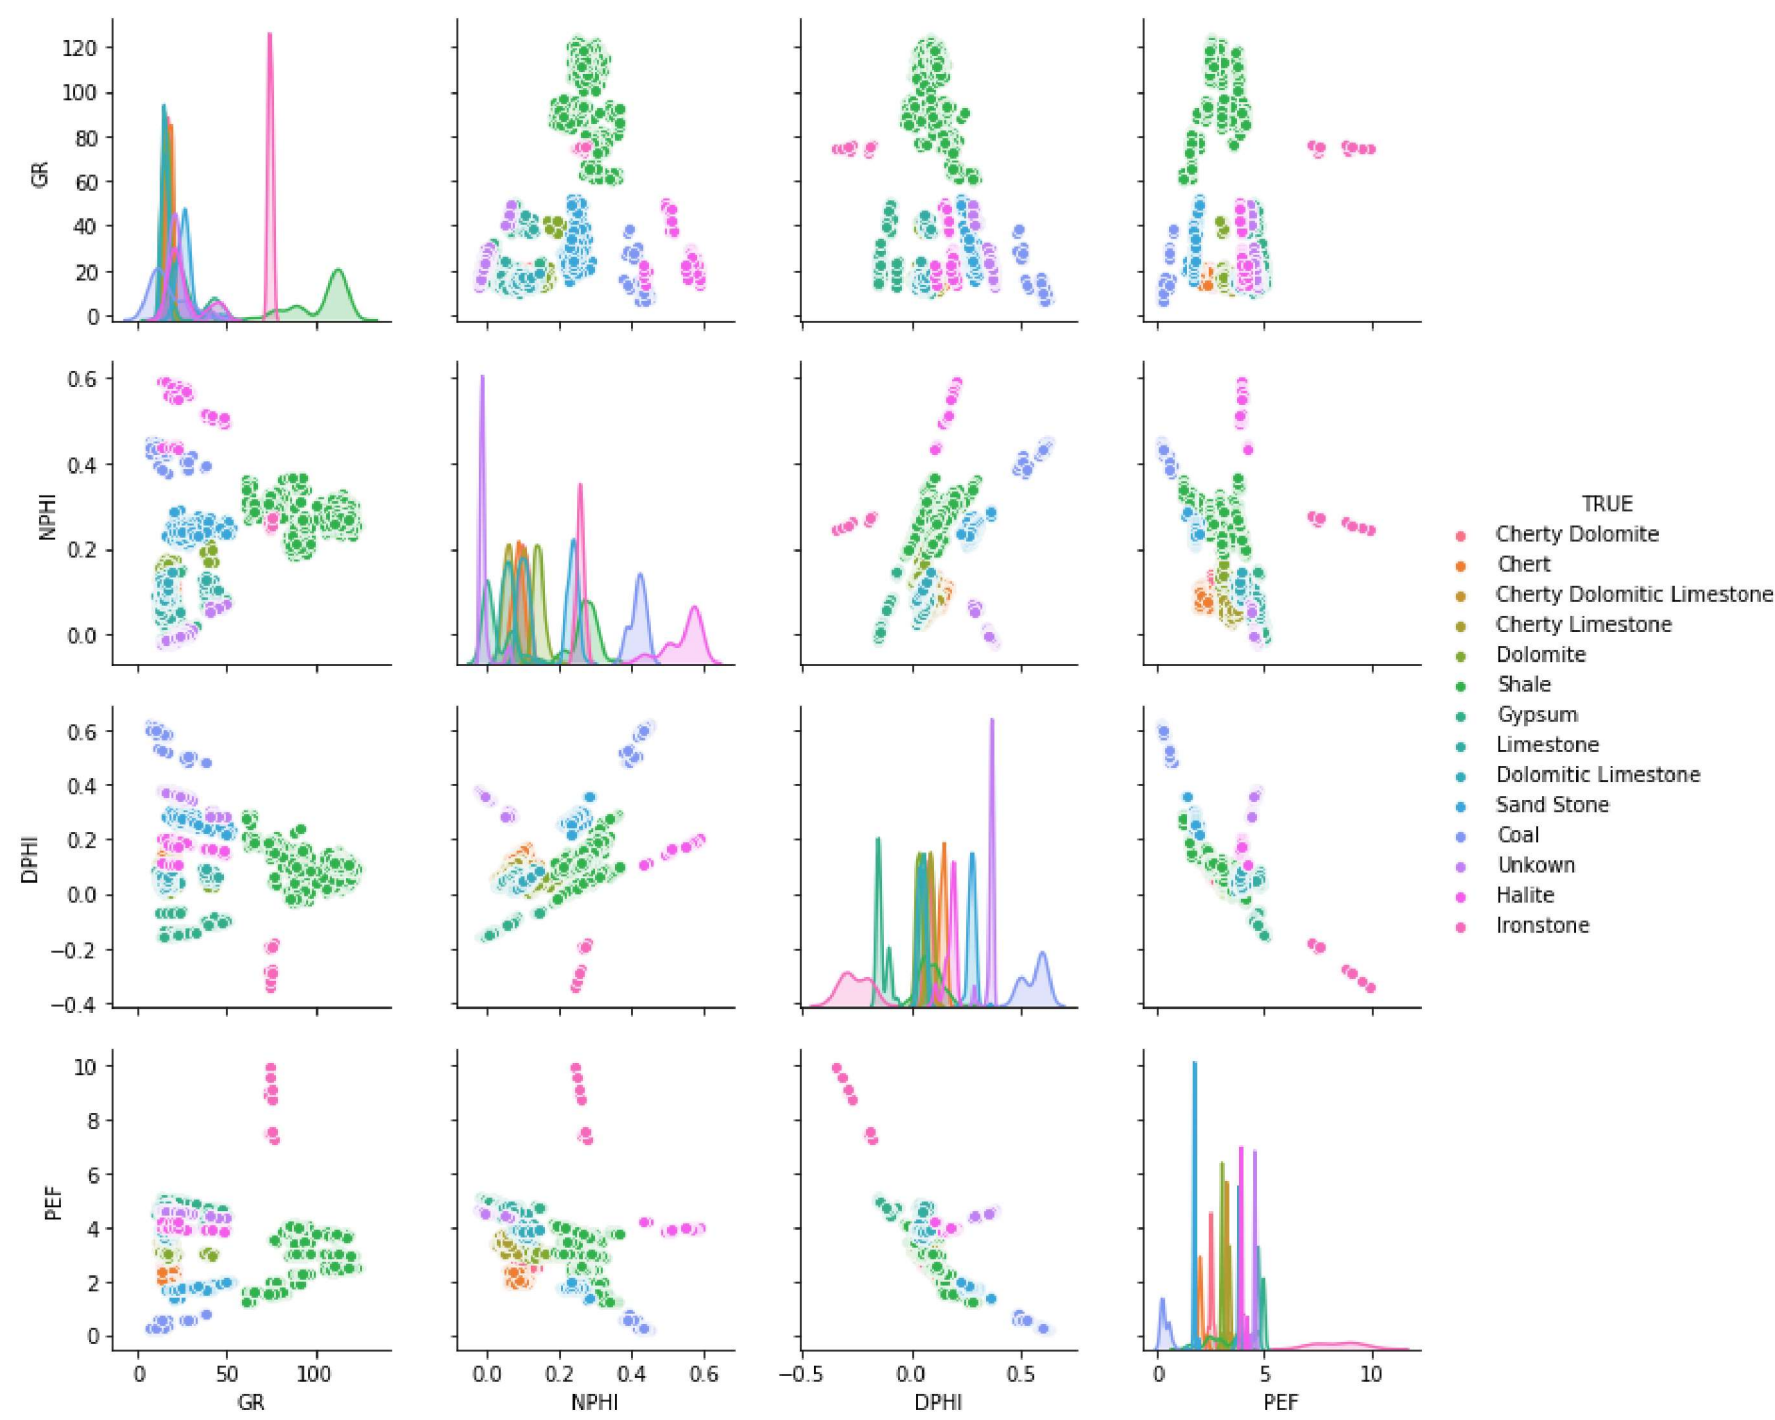 120
100
80
60
40
20
0
GR
0.6
0.4
0.2
0.0
NPHI
0.6
0.4
0.2
0.0
−0.2
−0.4
DPHI
10
8
6
4
2
0
PEF
0 50 100
GR
0.0 0.2 0.4 0.6
NPHI
−0.5 0.0 0.5
DPHI
0 5 10
PEF
TRUE
Cherty Dolomite
Chert
Cherty Dolomitic Limestone
Cherty Limestone
Dolomite
Shale
Gypsum
Limestone
Dolomitic Limestone
Sand Stone
Coal
Unkown
Halite
Ironstone